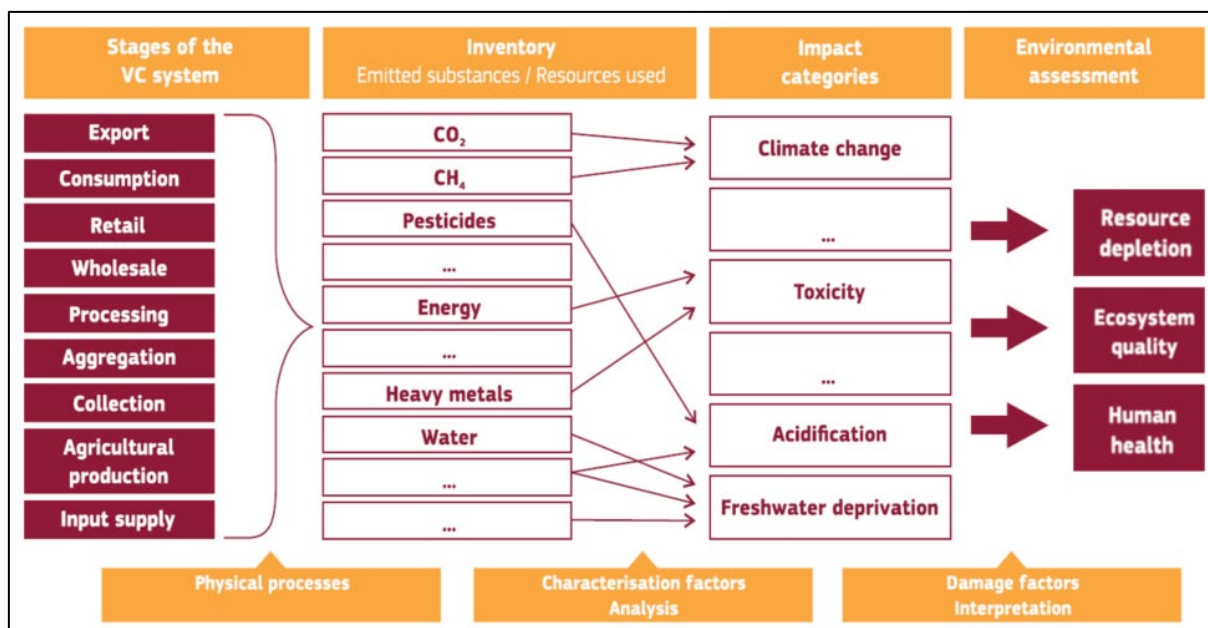 Stages of the
VC system
Inventory
Emitted substances / Resources used
Impact
categories
Environmental
assessment
Export
Consumption
Retail
Wholesale
Processing
Aggregation
Collection
Agricultural
production
Input supply
CO₂
CH₄
Pesticides
...
Energy
...
Heavy metals
Water
...
...
Climate change
...
Toxicity
...
Acidification
Freshwater deprivation
Resource
depletion
Ecosystem
quality
Human
health
Physical processes
Characterisation factors
Analysis
Damage factors
Interpretation